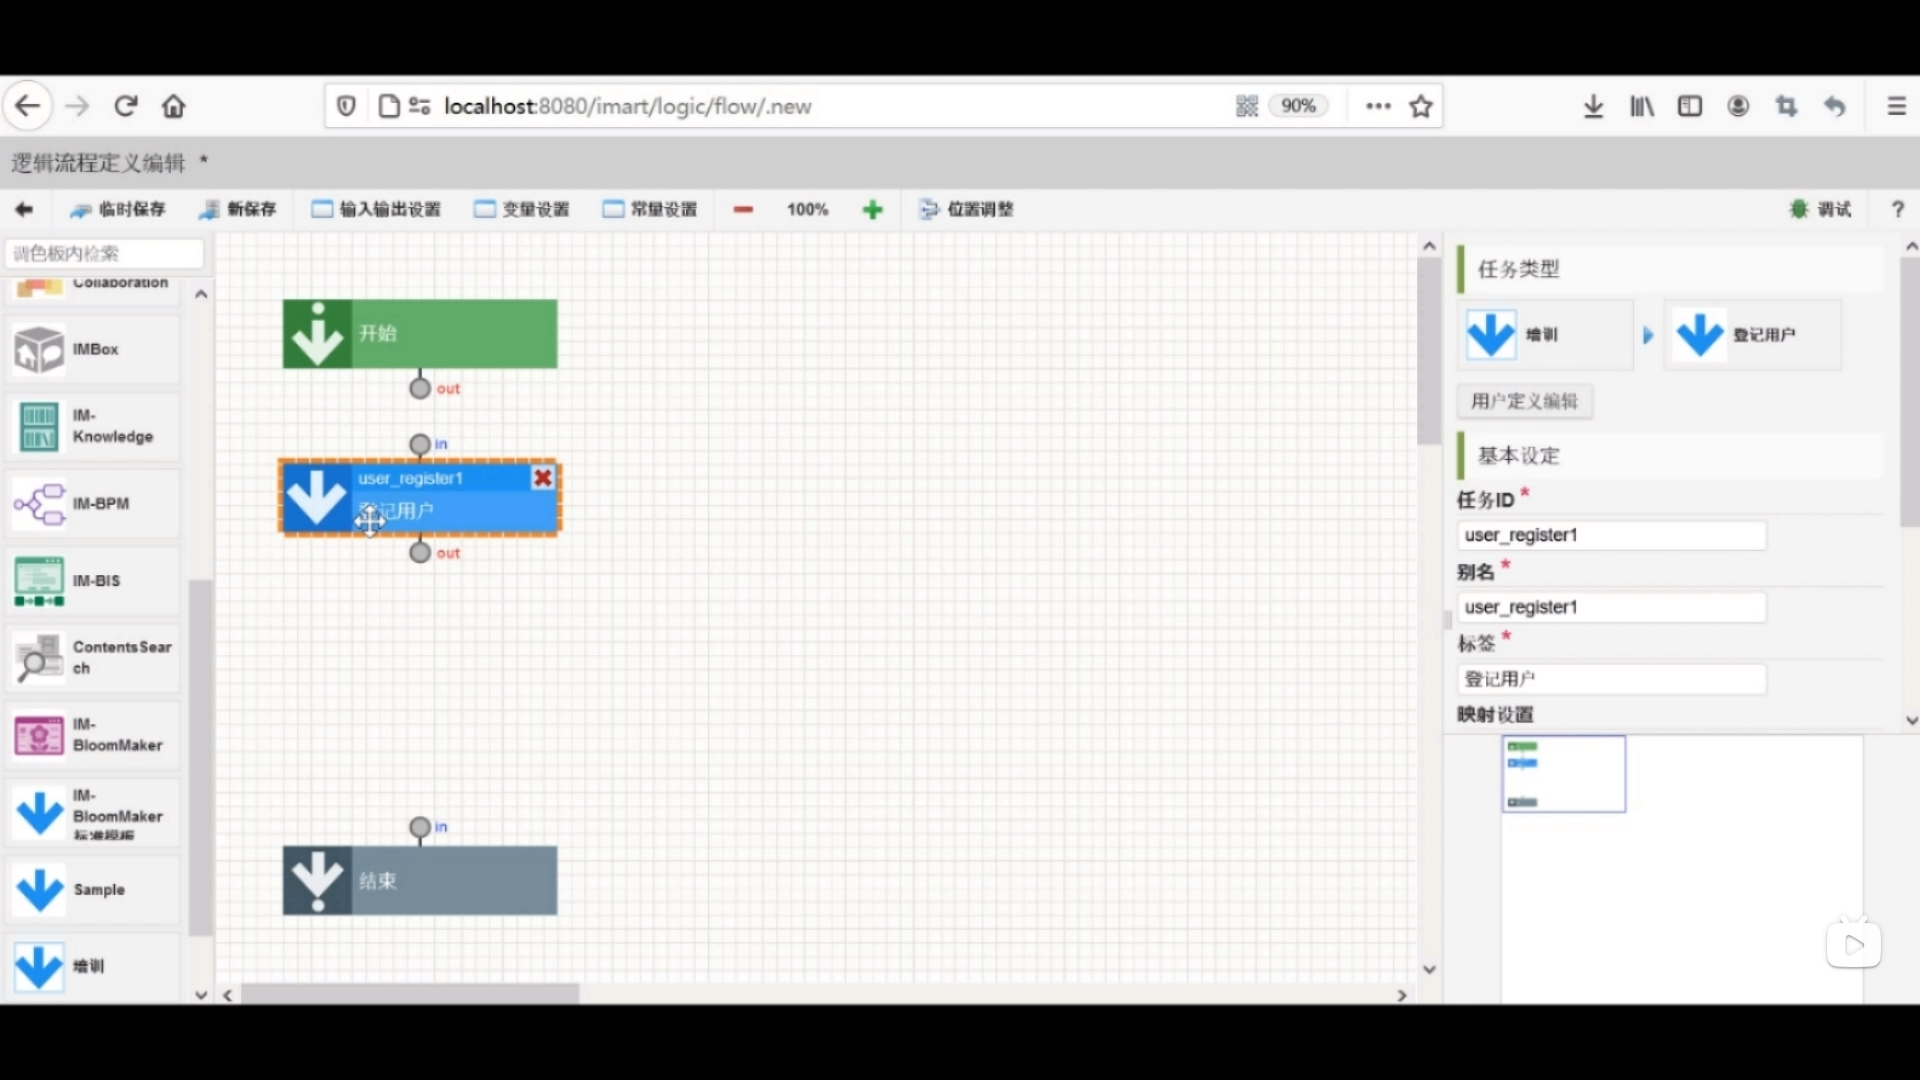 localhost:8080/imart/logic/flow/.new
90%
逻辑流程定义编辑 *
临时保存
新保存
输入输出设置
变量设置
常量设置
100%
位置调整
调试
?
调色板内检索
Collaboration
IMBox
IM-
Knowledge
IM-BPM
IM-BIS
ContentsSear
ch
IM-
BloomMaker
IM-
BloomMaker
标准模板
Sample
培训
开始
out
in
user_register1
登记用户
out
in
结束
任务类型
培训
登记用户
用户定义编辑
基本设定
任务ID *
user_register1
别名 *
user_register1
标签 *
登记用户
映射设置